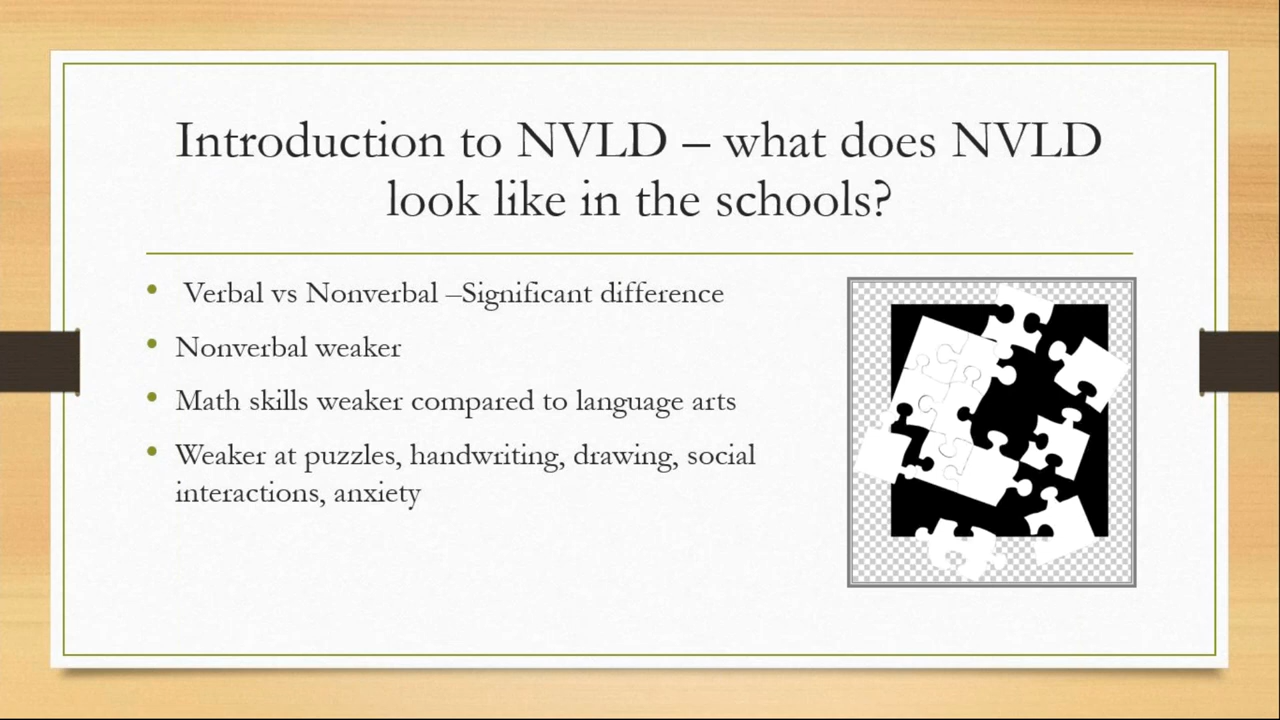 Introduction to NVLD – what does NVLD
look like in the schools?
• Verbal vs Nonverbal –Significant difference
• Nonverbal weaker
• Math skills weaker compared to language arts
• Weaker at puzzles, handwriting, drawing, social
interactions, anxiety